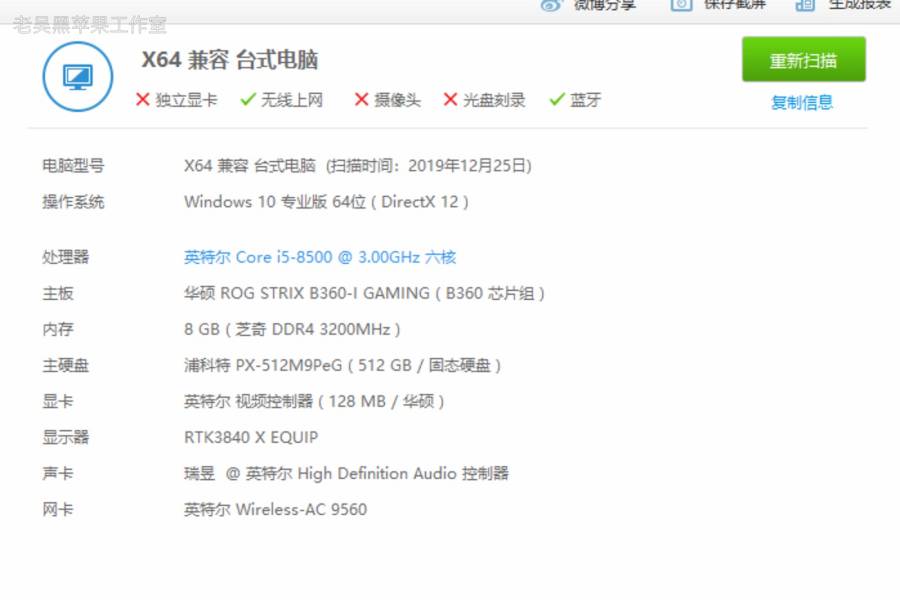 微博分享 保存截屏 生成报表
老吴黑苹果工作室
X64 兼容 台式电脑
重新扫描
独立显卡 无线上网 摄像头 光盘刻录 蓝牙
复制信息
电脑型号 X64 兼容 台式电脑 (扫描时间：2019年12月25日)
操作系统 Windows 10 专业版 64位 ( DirectX 12 )
处理器 英特尔 Core i5-8500 @ 3.00GHz 六核
主板 华硕 ROG STRIX B360-I GAMING ( B360 芯片组 )
内存 8 GB ( 芝奇 DDR4 3200MHz )
主硬盘 浦科特 PX-512M9PeG ( 512 GB / 固态硬盘 )
显卡 英特尔 视频控制器 ( 128 MB / 华硕 )
显示器 RTK3840 X EQUIP
声卡 瑞昱 @ 英特尔 High Definition Audio 控制器
网卡 英特尔 Wireless-AC 9560